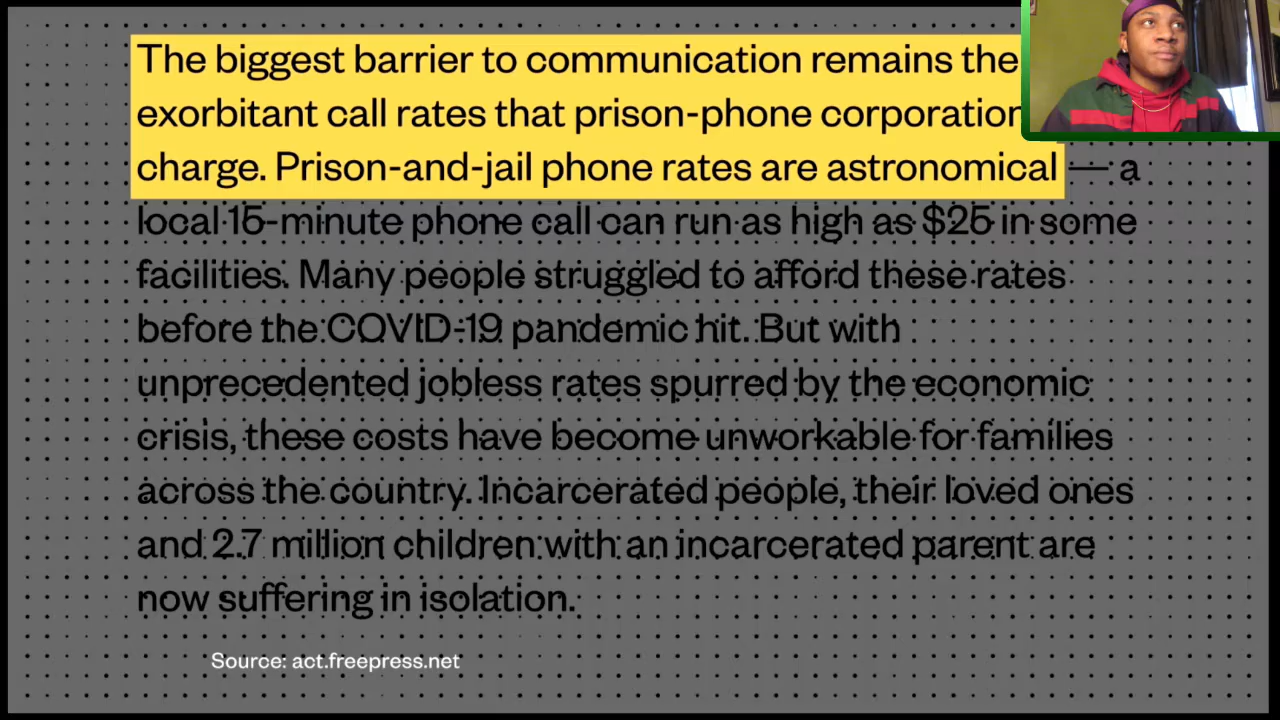 The biggest barrier to communication remains the
exorbitant call rates that prison-phone corporation
charge. Prison-and-jail phone rates are astronomical — a
local 15-minute phone call can run as high as $25 in some
facilities. Many people struggled to afford these rates
before the COVID-19 pandemic hit. But with
unprecedented jobless rates spurred by the economic
crisis, these costs have become unworkable for families
across the country. Incarcerated people, their loved ones
and 2.7 million children with an incarcerated parent are
now suffering in isolation.
Source: act.freepress.net